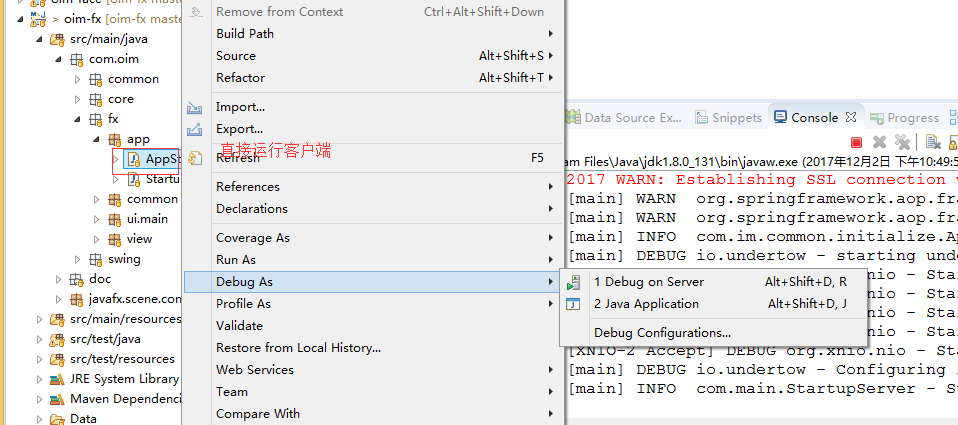 oim-face [oim-face master
> oim-fx [oim-fx maste
src/main/java
com.oim
common
core
fx
app
AppSt
Startu
common
ui.main
view
swing
doc
javafx.scene.con
src/main/resources
src/test/java
src/test/resources
JRE System Library
Maven Dependenci
Data
Remove from Context Ctrl+Alt+Shift+Down
Build Path
Source Alt+Shift+S
Refactor Alt+Shift+T
Import...
Export...
直接运行客户端
Refresh F5
References
Declarations
Coverage As
Run As
Debug As
Profile As
Validate
Restore from Local History...
Web Services
Team
Compare With
1 Debug on Server Alt+Shift+D, R
2 Java Application Alt+Shift+D, J
Debug Configurations...
Data Source Ex... Snippets Console Progress
am Files\Java\jdk1.8.0_131\bin\javaw.exe (2017年12月2日 下午10:49:5
2017 WARN: Establishing SSL connection
[main] WARN org.springframework.aop.fra
[main] WARN org.springframework.aop.fra
[main] INFO com.im.common.initialize.Ap
[main] DEBUG io.undertow - starting und
nio - Sta
nio - Sta
nio - Sta
nio - Sta
[XNIO-2 Accept] DEBUG org.xnio.nio - Sta
[main] DEBUG io.undertow - Configuring
[main] INFO com.main.StartupServer - St